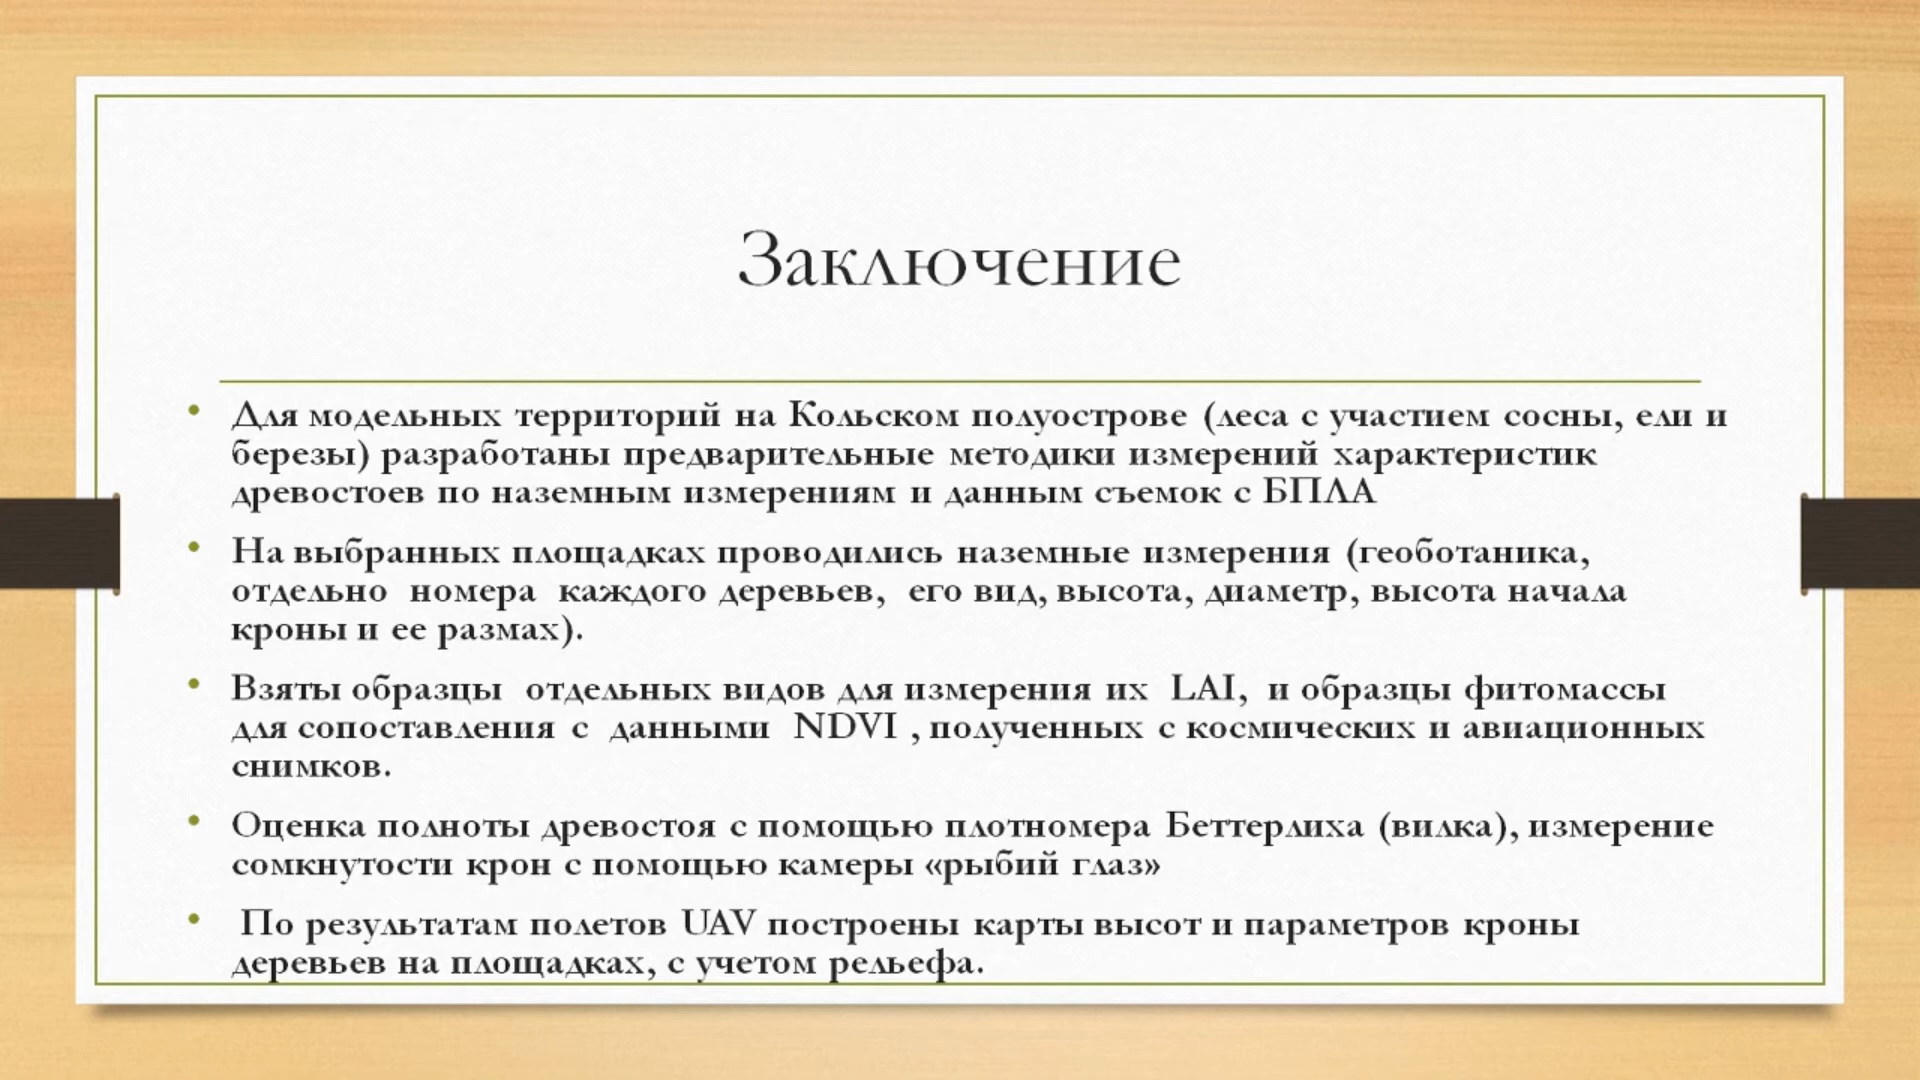 Заключение
• Для модельных территорий на Кольском полуострове (леса с участием сосны, ели и
березы) разработаны предварительные методики измерений характеристик
древостоев по наземным измерениям и данным съемок с БПЛА
• На выбранных площадках проводились наземные измерения (геоботаника,
отдельно номера каждого деревьев, его вид, высота, диаметр, высота начала
кроны и ее размах).
• Взяты образцы отдельных видов для измерения их LAI, и образцы фитомассы
для сопоставления с данными NDVI , полученных с космических и авиационных
снимков.
• Оценка полноты древостоя с помощью плотномера Беттерлиха (вилка), измерение
сомкнутости крон с помощью камеры «рыбий глаз»
• По результатам полетов UAV построены карты высот и параметров кроны
деревьев на площадках, с учетом рельефа.